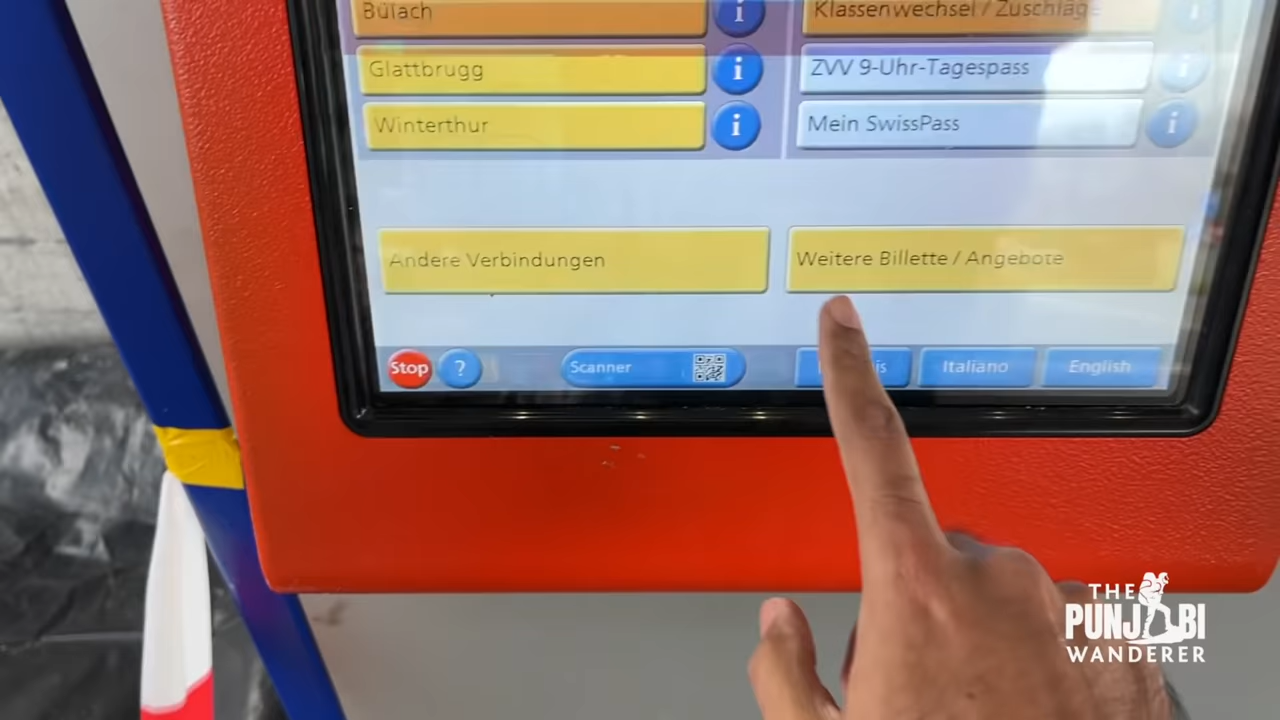 Bülach
i
Klassenwechsel / Zuschläge
i
Glattbrugg
i
ZVV 9-Uhr-Tagespass
i
Winterthur
i
Mein SwissPass
i
Andere Verbindungen
Weitere Billette / Angebote
Stop
?
Scanner
Italiano
English
THE
PUNJABI
WANDERER